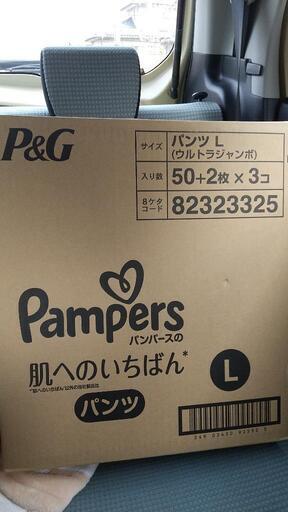 P&G
サイズ パンツ L
(ウルトラジャンボ)
入り数 50+2枚 × 3コ
8ケタ
コード 82323325
Pampers
パンパースの
肌へのいちばん*
パンツ
L